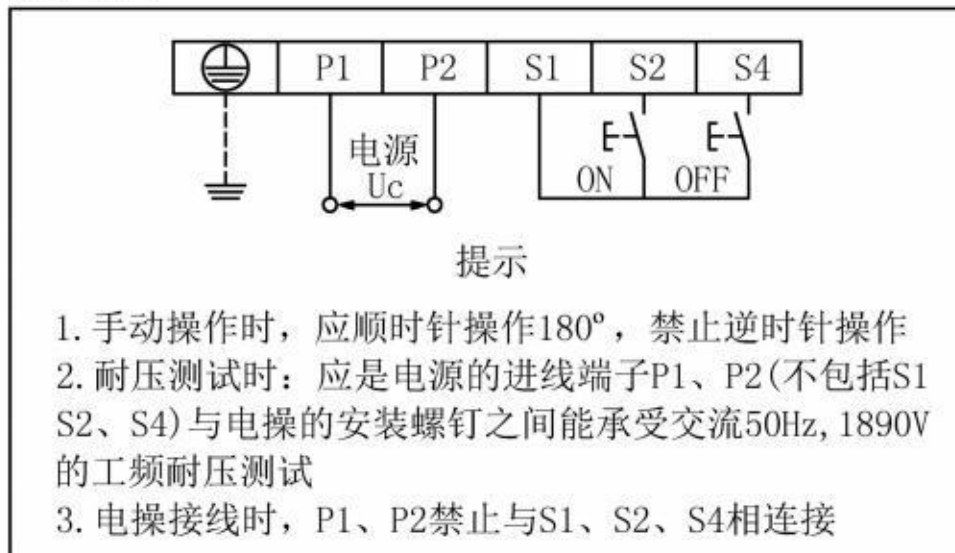 P1 P2 S1 S2 S4
电源
Uc
ON OFF
提示
1.手动操作时，应顺时针操作180°，禁止逆时针操作
2.耐压测试时：应是电源的进线端子P1、P2(不包括S1
S2、S4)与电操的安装螺钉之间能承受交流50Hz,1890V
的工频耐压测试
3.电操接线时，P1、P2禁止与S1、S2、S4相连接